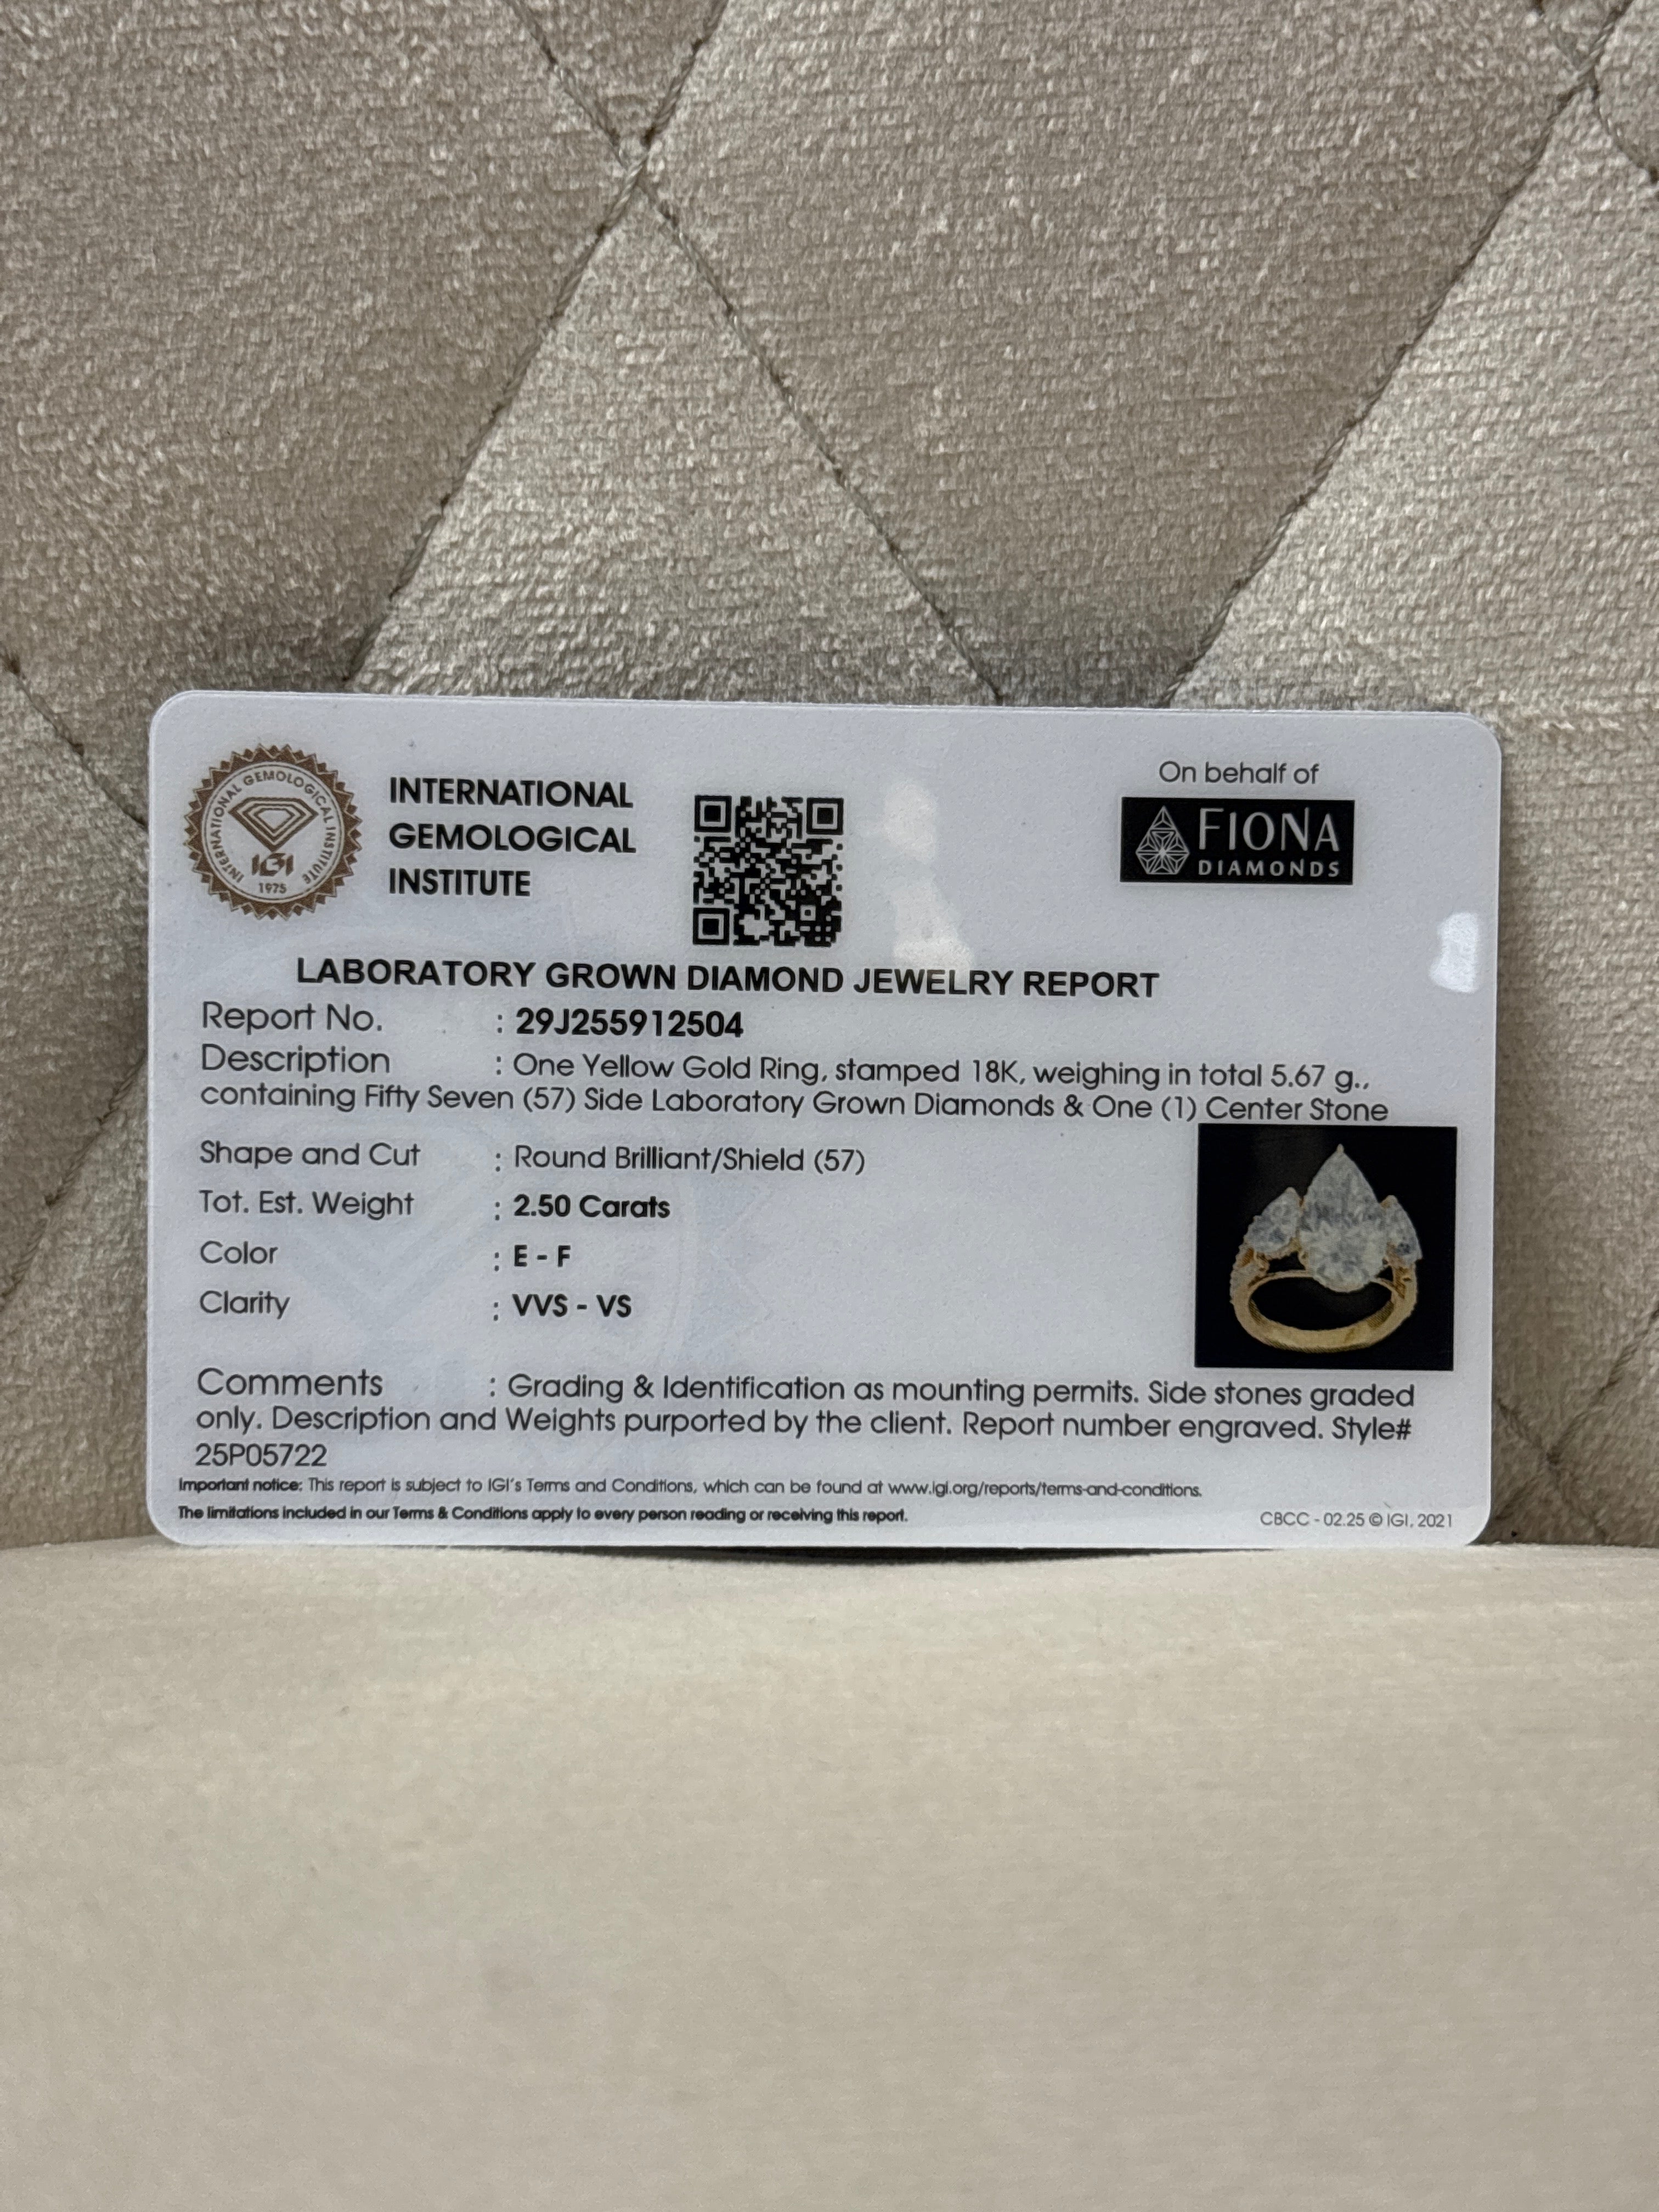 INTERNATIONAL GEMOLOGICAL INSTITUTE
IGI
1975
INTERNATIONAL
GEMOLOGICAL
INSTITUTE
On behalf of
FIONA
DIAMONDS
LABORATORY GROWN DIAMOND JEWELRY REPORT
Report No. : 29J255912504
Description : One Yellow Gold Ring, stamped 18K, weighing in total 5.67 g.,
containing Fifty Seven (57) Side Laboratory Grown Diamonds & One (1) Center Stone
Shape and Cut : Round Brilliant/Shield (57)
Tot. Est. Weight : 2.50 Carats
Color : E - F
Clarity : VVS - VS
Comments : Grading & Identification as mounting permits. Side stones graded
only. Description and Weights purported by the client. Report number engraved. Style#
25P05722
Important notice: This report is subject to IGI's Terms and Conditions, which can be found at www.igi.org/reports/terms-and-conditions.
The limitations included in our Terms & Conditions apply to every person reading or receiving this report.
CBCC - 02.25 © IGI, 2021